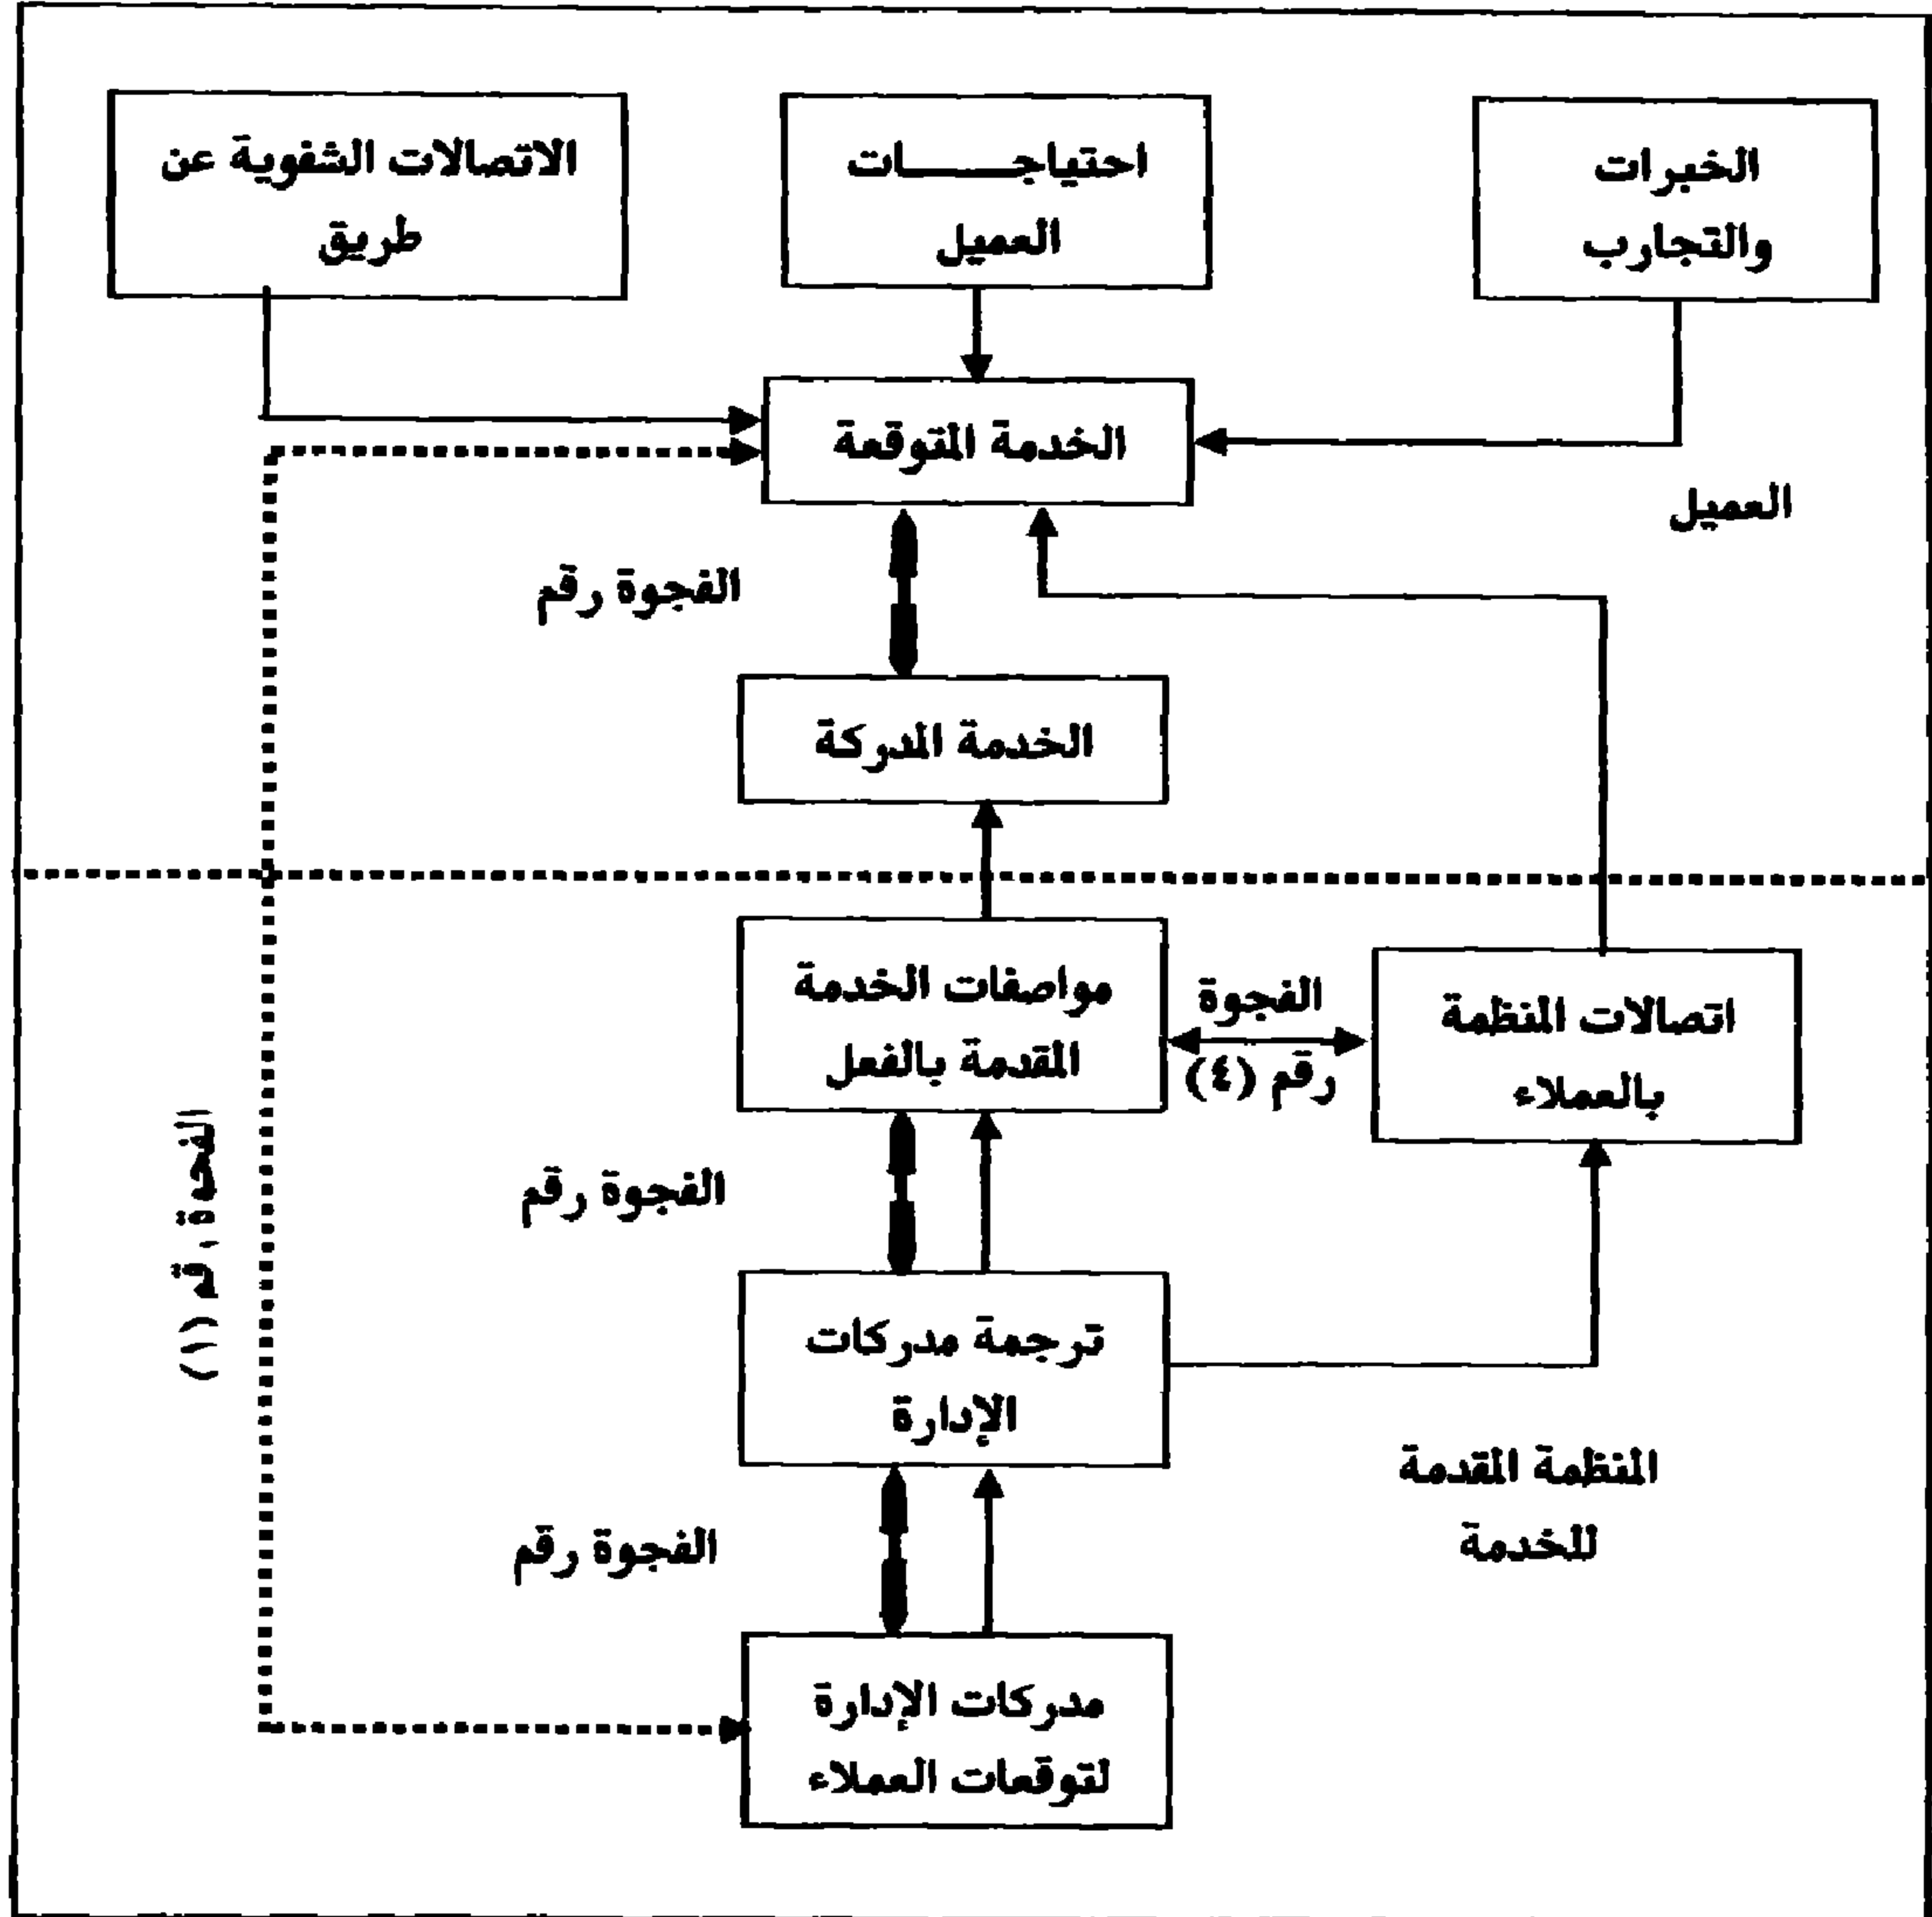 الخبرات
والتجارب
احتياجـــــات
العميل
الاتصالات الشفوية عن
طريق
الخدمة المتوقعة
العميل
الفجوة رقم
الخدمة المدركة
اتصالات المنظمة
بالعملاء
الفجوة
رقم (٤)
مواصفات الخدمة
المقدمة بالفعل
الفجوة رقم
الفجوة رقم (١)
ترجمة مدركات
الإدارة
المنظمة المقدمة
للخدمة
الفجوة رقم
مدركات الإدارة
لتوقعات العملاء